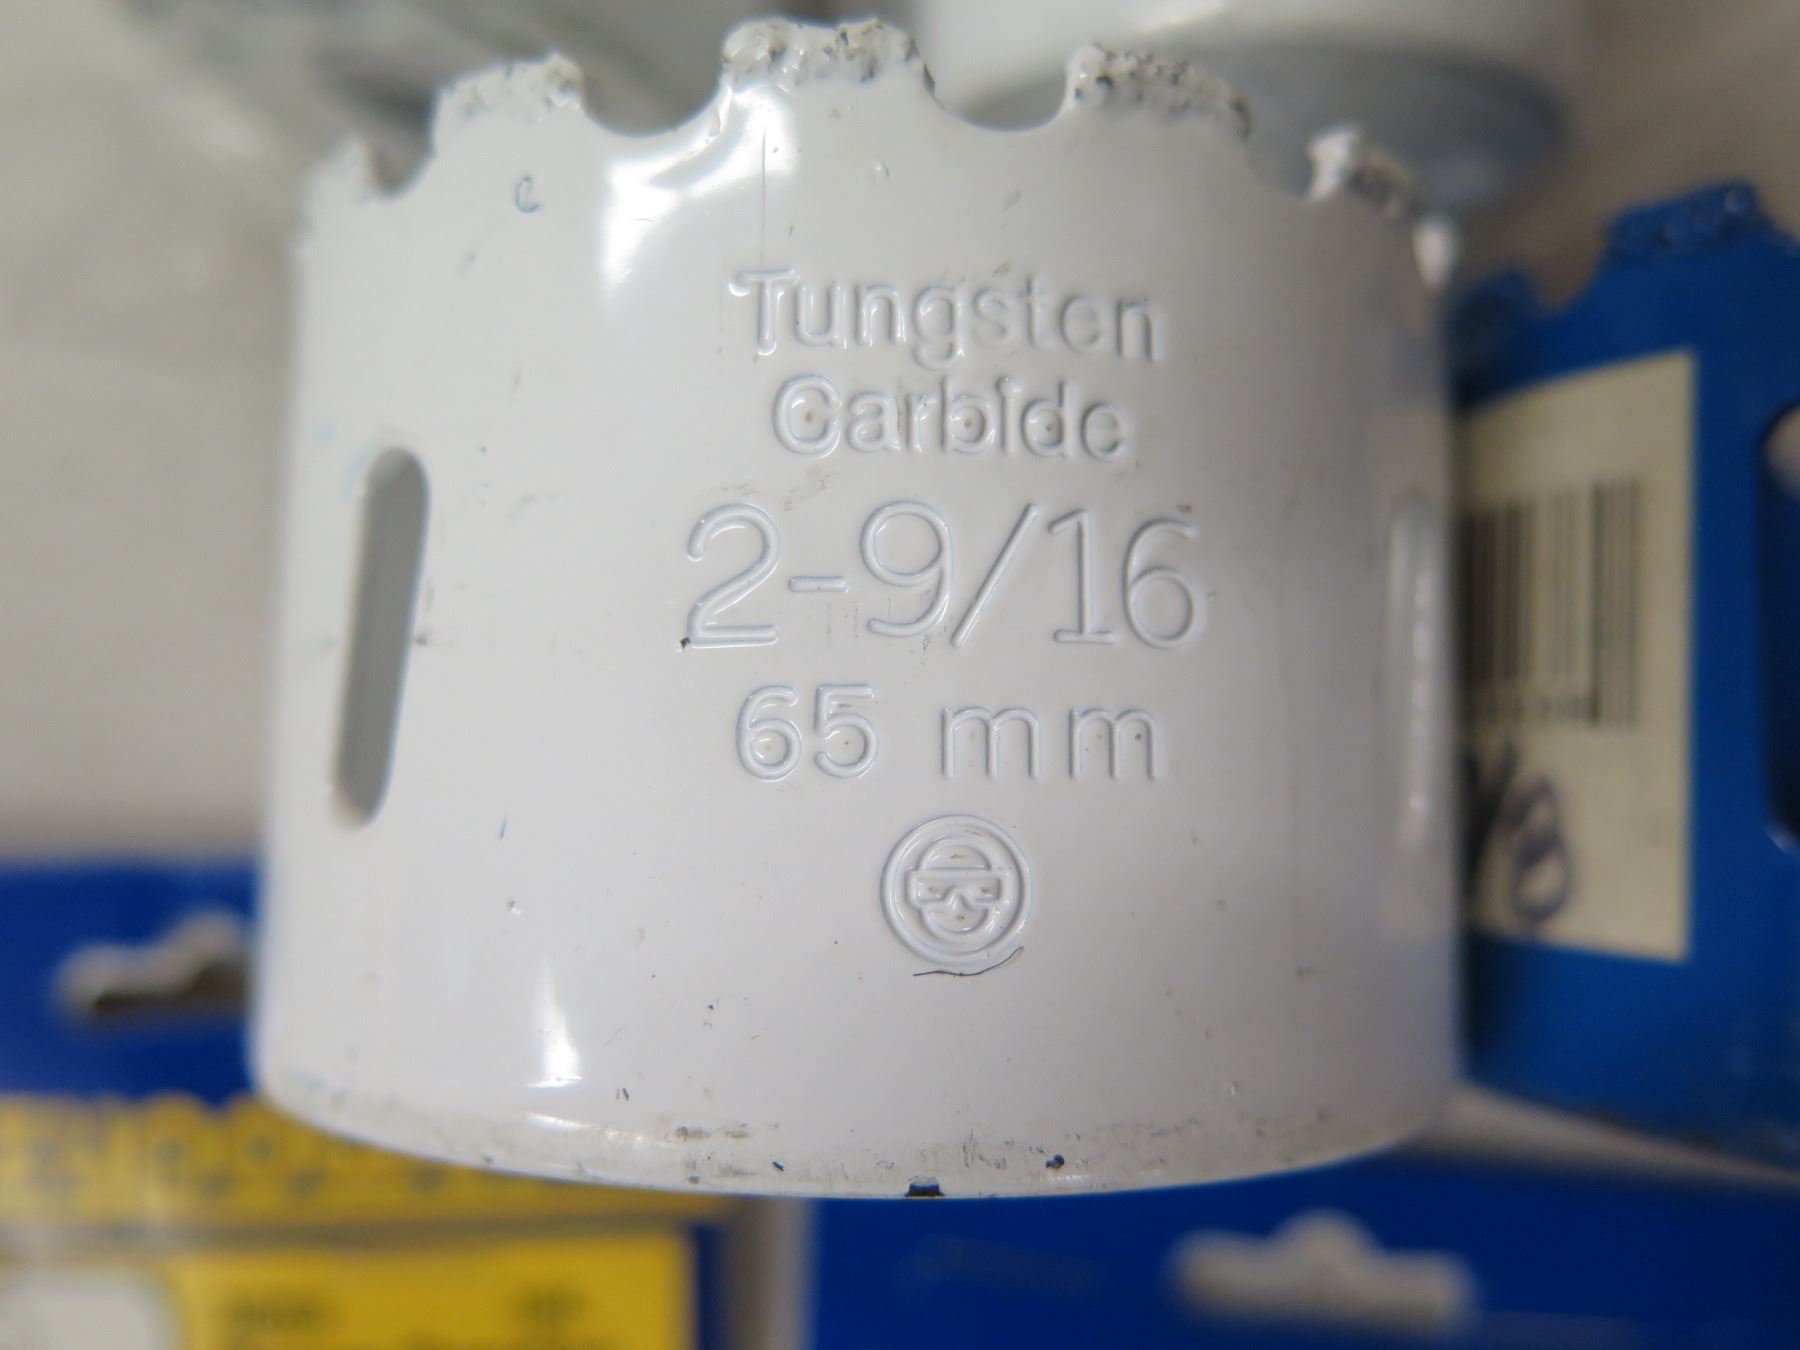 Tungsten
Carbide
2-9/16
65 mm